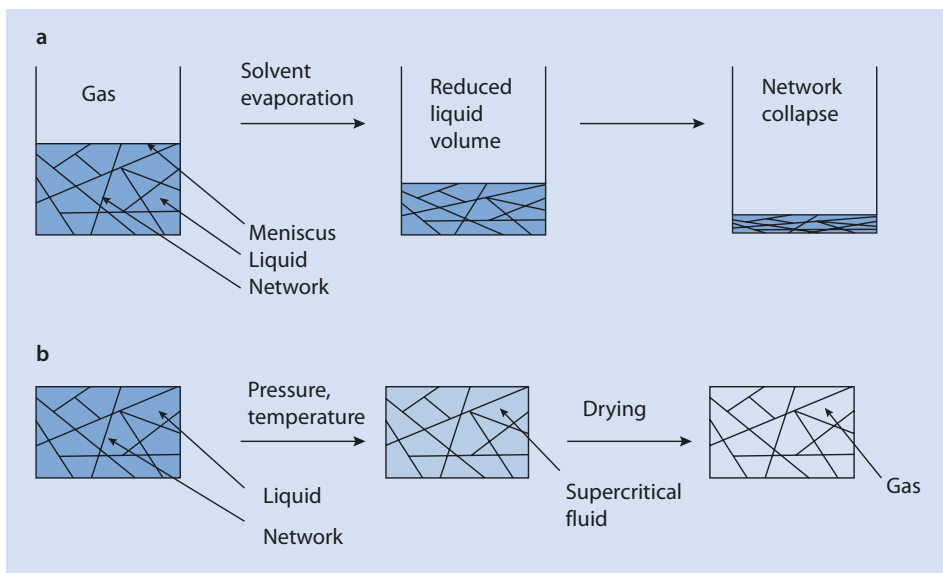 a
Gas
Solvent
evaporation
Reduced
liquid
volume
Network
collapse
Meniscus
Liquid
Network
b
Pressure,
temperature
Drying
Liquid
Network
Supercritical
fluid
Gas